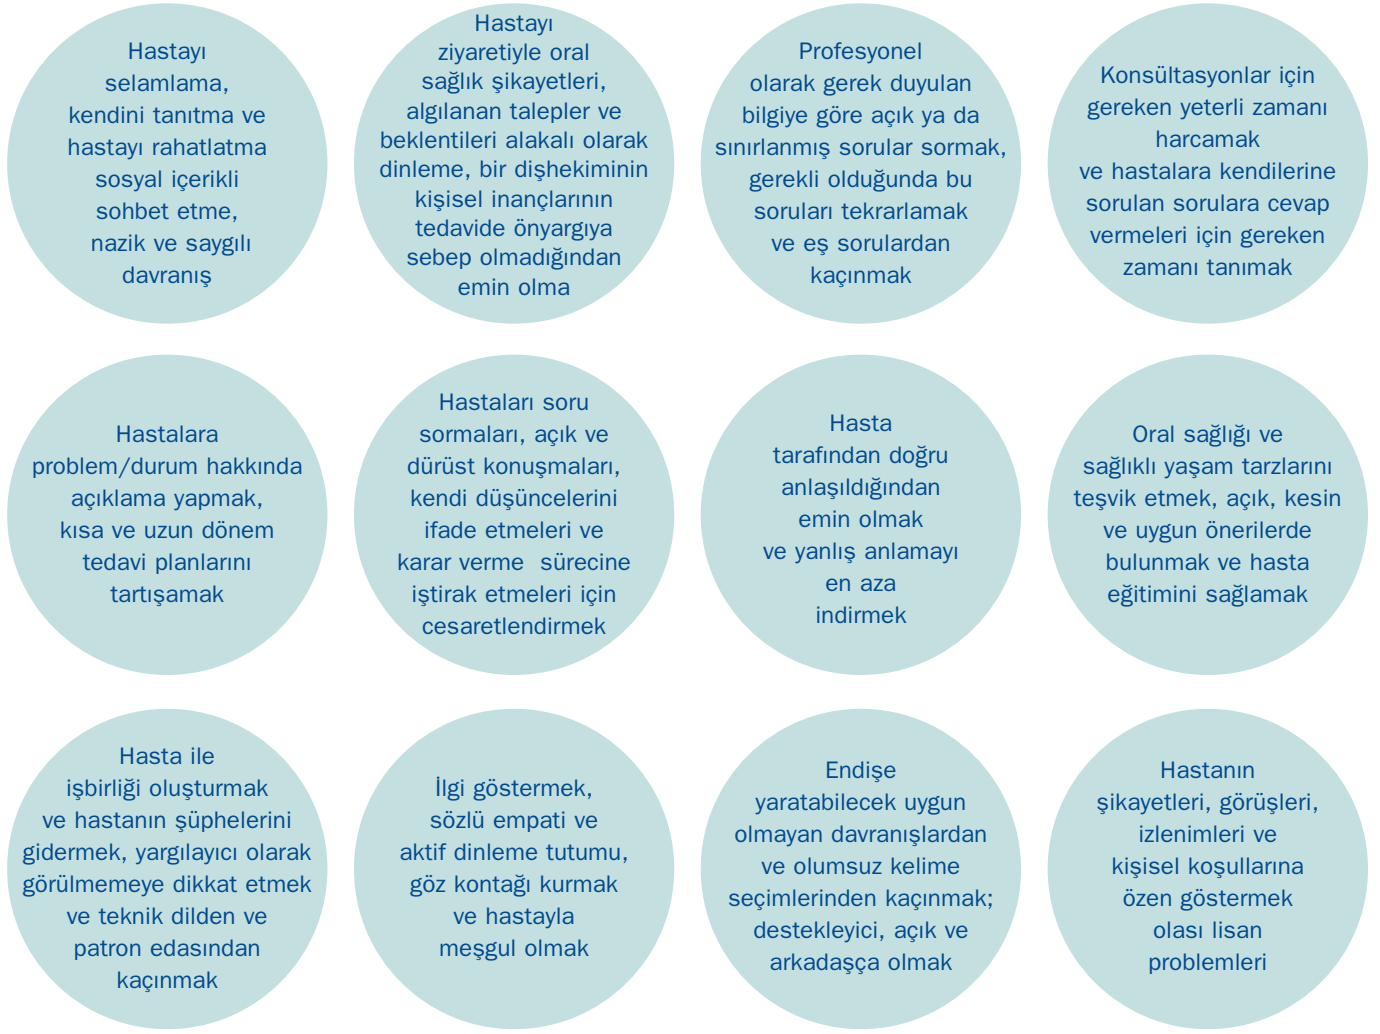 Hastayı
selamlama,
kendini tanıtma ve
hastayı rahatlatma
sosyal içerikli
sohbet etme,
nazik ve saygılı
davranış
Hastayı
ziyaretiyle oral
sağlık şikayetleri,
algılanan talepler ve
beklentileri alakalı olarak
dinleme, bir dişhekiminin
kişisel inançlarının
tedavide önyargıya
sebep olmadığından
emin olma
Profesyonel
olarak gerek duyulan
bilgiye göre açık ya da
sınırlanmış sorular sormak,
gerekli olduğunda bu
soruları tekrarlamak
ve eş sorulardan
kaçınmak
Konsültasyonlar için
gereken yeterli zamanı
harcamak
ve hastalara kendilerine
sorulan sorulara cevap
vermeleri için gereken
zamanı tanımak
Hastalara
problem/durum hakkında
açıklama yapmak,
kısa ve uzun dönem
tedavi planlarını
tartışamak
Hastaları soru
sormaları, açık ve
dürüst konuşmaları,
kendi düşüncelerini
ifade etmeleri ve
karar verme sürecine
iştirak etmeleri için
cesaretlendirmek
Hasta
tarafından doğru
anlaşıldığından
emin olmak
ve yanlış anlamayı
en aza
indirmek
Oral sağlığı ve
sağlıklı yaşam tarzlarını
teşvik etmek, açık, kesin
ve uygun önerilerde
bulunmak ve hasta
eğitimini sağlamak
Hasta ile
işbirliği oluşturmak
ve hastanın şüphelerini
gidermek, yargılayıcı olarak
görülmemeye dikkat etmek
ve teknik dilden ve
patron edasından
kaçınmak
İlgi göstermek,
sözlü empati ve
aktif dinleme tutumu,
göz kontağı kurmak
ve hastayla
meşgul olmak
Endişe
yaratabilecek uygun
olmayan davranışlardan
ve olumsuz kelime
seçimlerinden kaçınmak;
destekleyici, açık ve
arkadaşça olmak
Hastanın
şikayetleri, görüşleri,
izlenimleri ve
kişisel koşullarına
özen göstermek
olası lisan
problemleri